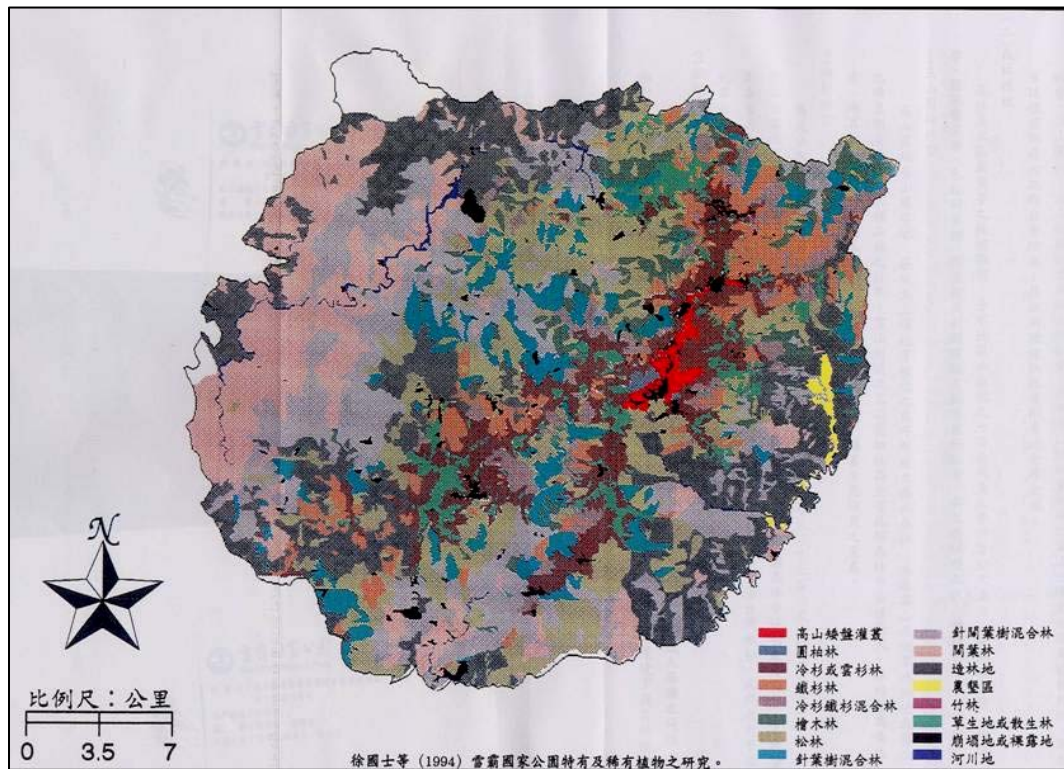 N
比例尺：公里
0 3.5 7
高山矮盤灌叢
圓柏林
冷杉或雲杉林
鐵杉林
冷杉鐵杉混合林
檜木林
松林
針葉樹混合林
針闊葉樹混合林
闊葉林
造林地
農墾區
竹林
草生地或散生林
崩塌地或裸露地
河川地
徐國士等 (1994) 雪霸國家公園特有及稀有植物之研究。